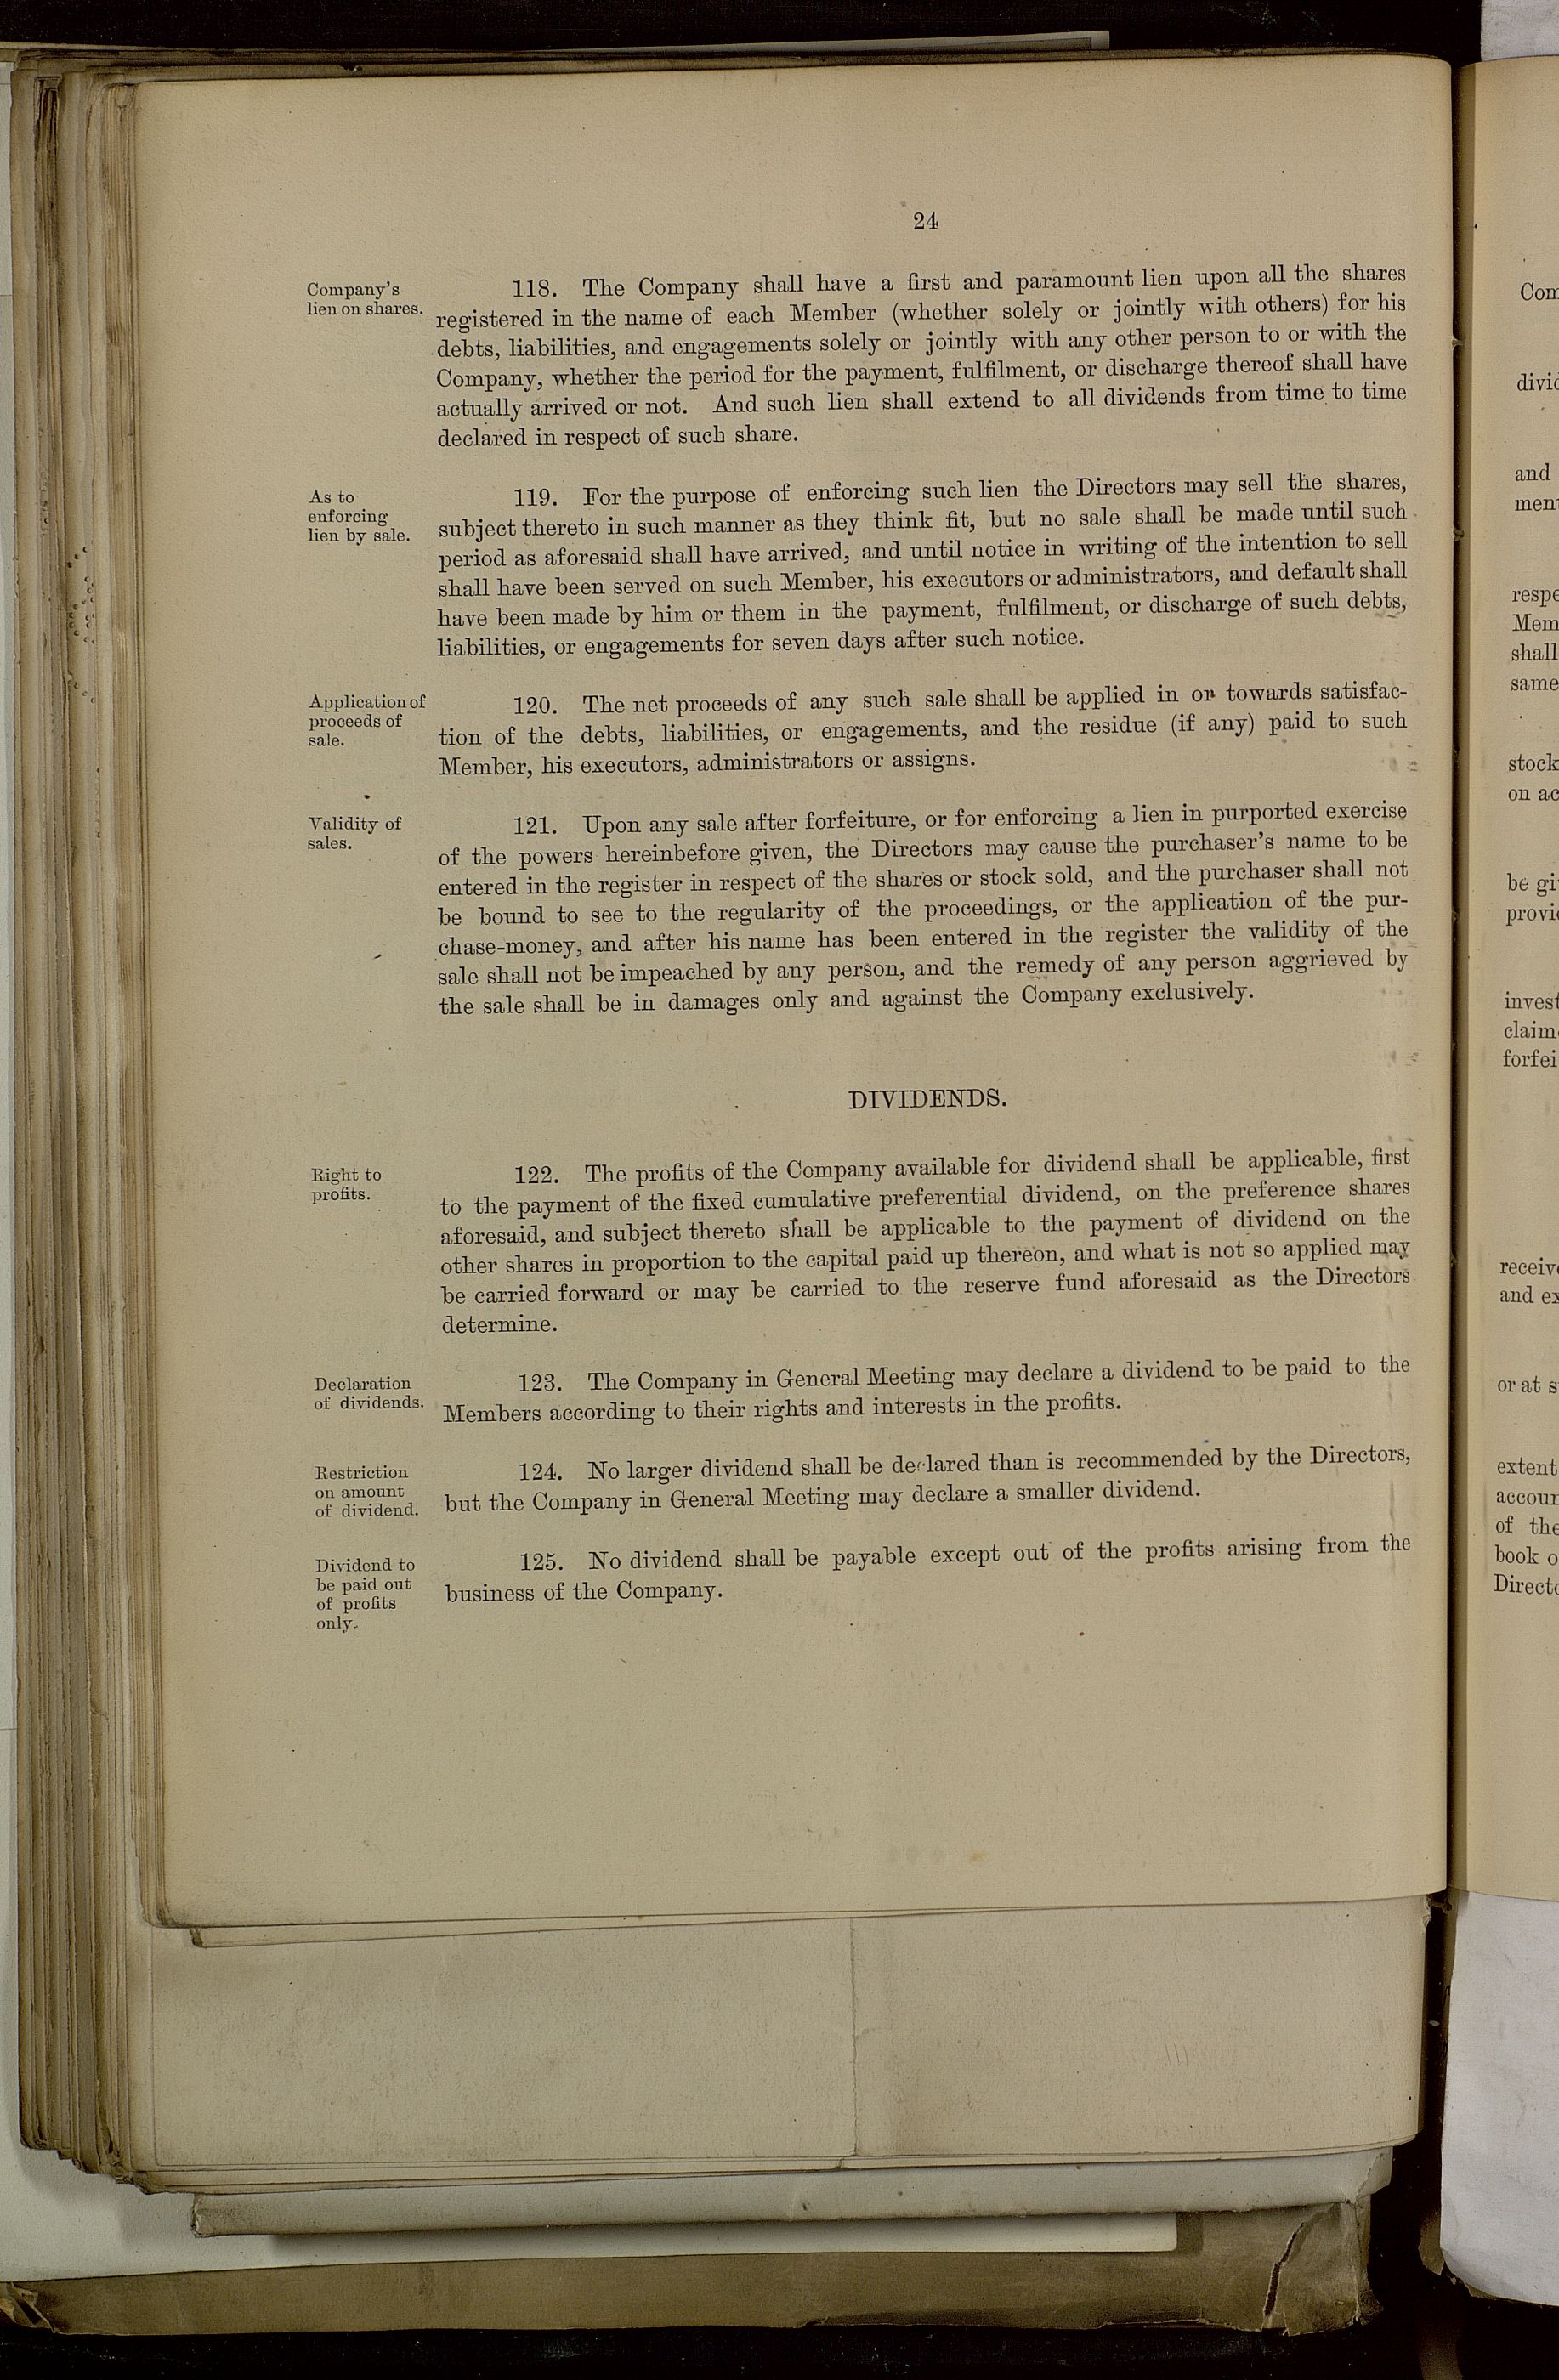 24
Company's
lien on shares.
118. The Company shall have a first and paramount lien upon all the shares
registered in the name of each Member (whether solely or jointly with others) for his
debts, liabilities, and engagements solely or jointly with any other person to or with the
Company, whether the period for the payment, fulfilment, or discharge thereof shall have
actually arrived or not. And such lien shall extend to all dividends from time to time
declared in respect of such share.
As to
enforcing
lien by sale.
119. For the purpose of enforcing such lien the Directors may sell the shares,
subject thereto in such manner as they think fit, but no sale shall be made until such
period as aforesaid shall have arrived, and until notice in writing of the intention to sell
shall have been served on such Member, his executors or administrators, and default shall
have been made by him or them in the payment, fulfilment, or discharge of such debts,
liabilities, or engagements for seven days after such notice.
Application of
proceeds of
sale.
120. The net proceeds of any such sale shall be applied in or towards satisfac-
tion of the debts, liabilities, or engagements, and the residue (if any) paid to such
Member, his executors, administrators or assigns.
Validity of
sales.
121. Upon any sale after forfeiture, or for enforcing a lien in purported exercise
of the powers hereinbefore given, the Directors may cause the purchaser's name to be
entered in the register in respect of the shares or stock sold, and the purchaser shall not
be bound to see to the regularity of the proceedings, or the application of the pur-
chase-money, and after his name has been entered in the register the validity of the
sale shall not be impeached by any person, and the remedy of any person aggrieved by
the sale shall be in damages only and against the Company exclusively.
DIVIDENDS.
Right to
profits.
122. The profits of the Company available for dividend shall be applicable, first
to the payment of the fixed cumulative preferential dividend, on the preference shares
aforesaid, and subject thereto shall be applicable to the payment of dividend on the
other shares in proportion to the capital paid up thereon, and what is not so applied may
be carried forward or may be carried to the reserve fund aforesaid as the Directors
determine.
Declaration
of dividends.
123. The Company in General Meeting may declare a dividend to be paid to the
Members according to their rights and interests in the profits.
Restriction
on amount
of dividend.
124. No larger dividend shall be declared than is recommended by the Directors,
but the Company in General Meeting may declare a smaller dividend.
Dividend to
be paid out
of profits
only.
125. No dividend shall be payable except out of the profits arising from the
business of the Company.
and
shall
same
stock
on
be
and
or at
extent
of the
book